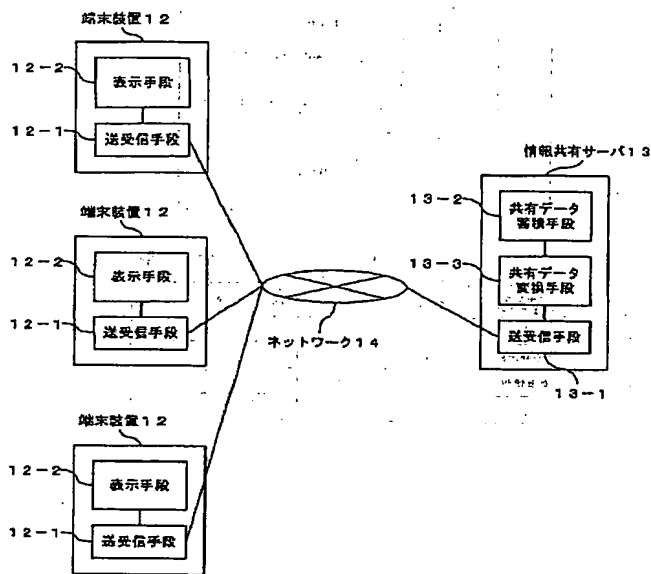 端末装置12
12-2
表示手段
12-1
送受信手段
端末装置12
12-2
表示手段
12-1
送受信手段
端末装置12
12-2
表示手段
12-1
送受信手段
ネットワーク14
情報共有サーバ13
13-2
共有データ
蓄積手段
13-3
共有データ
変換手段
送受信手段
13-1